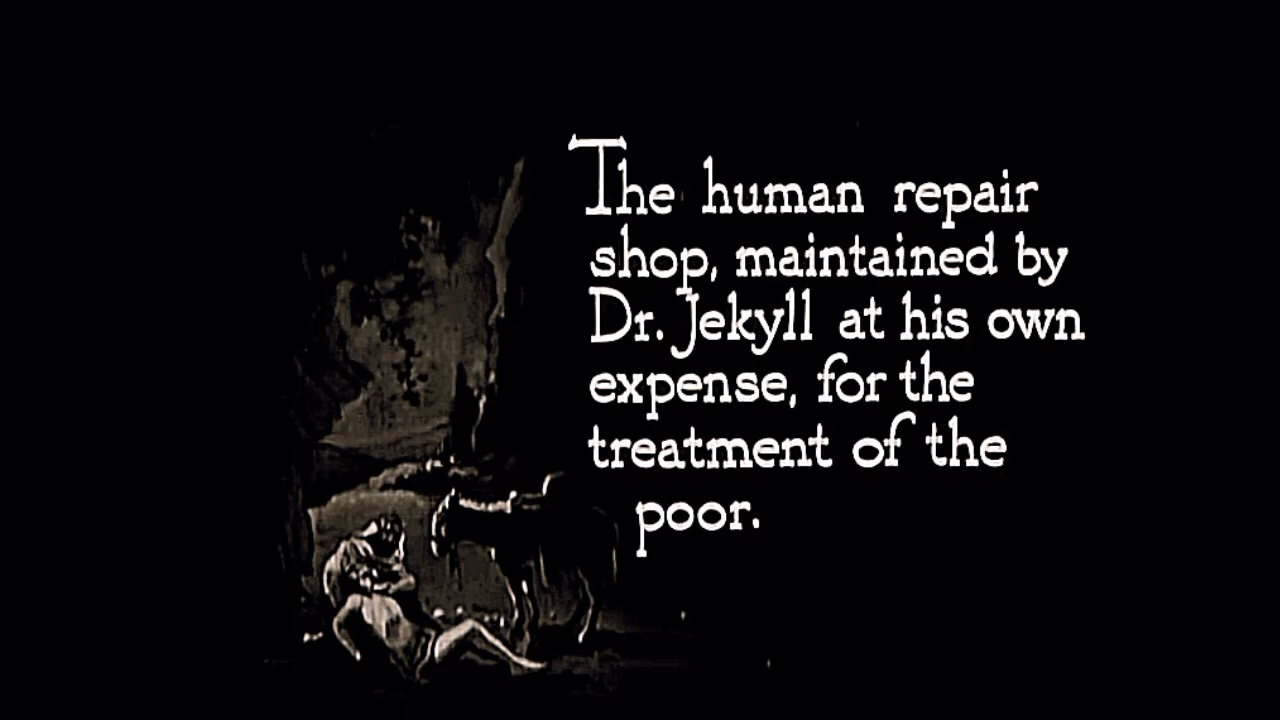 The human repair
shop, maintained by
Dr. Jekyll at his own
expense, for the
treatment of the
poor.